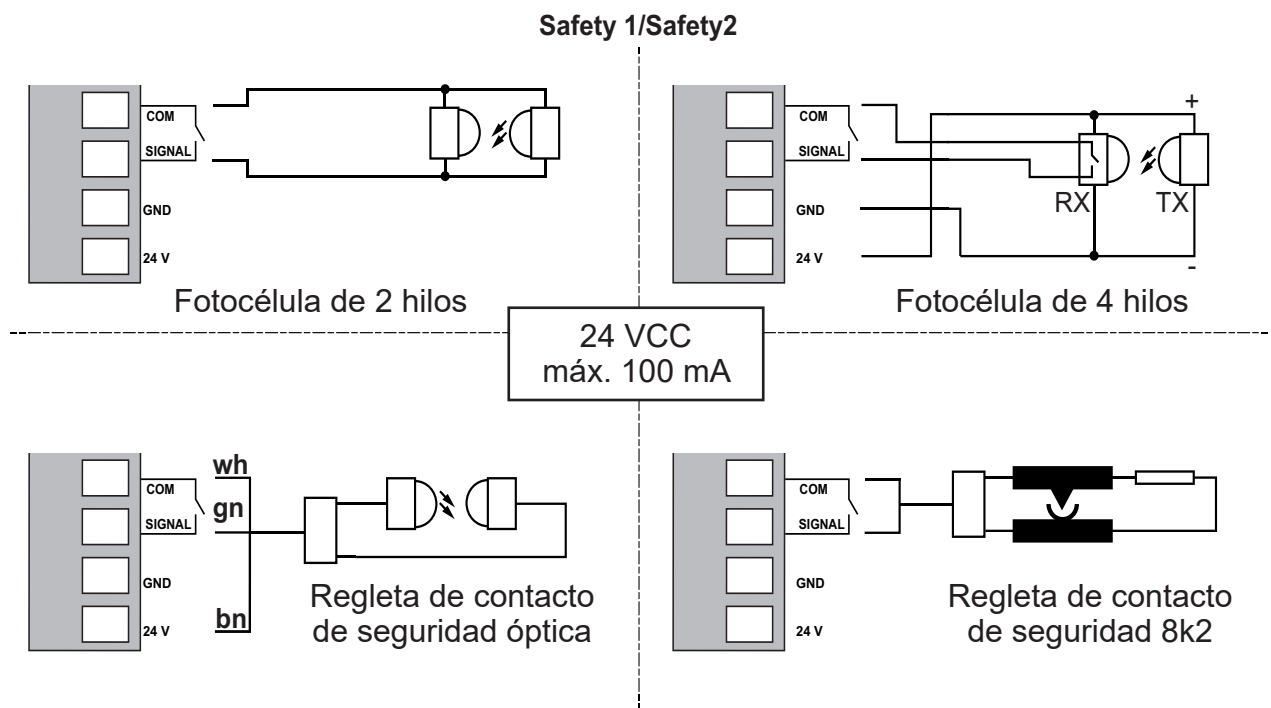 Safety 1/Safety2
COM
SIGNAL
GND
24 V
Fotocélula de 2 hilos
COM
SIGNAL
GND
24 V
+
RX
TX
-
Fotocélula de 4 hilos
24 VCC
máx. 100 mA
COM
SIGNAL
GND
24 V
wh
gn
bn
Regleta de contacto
de seguridad óptica
COM
SIGNAL
GND
24 V
Regleta de contacto
de seguridad 8k2